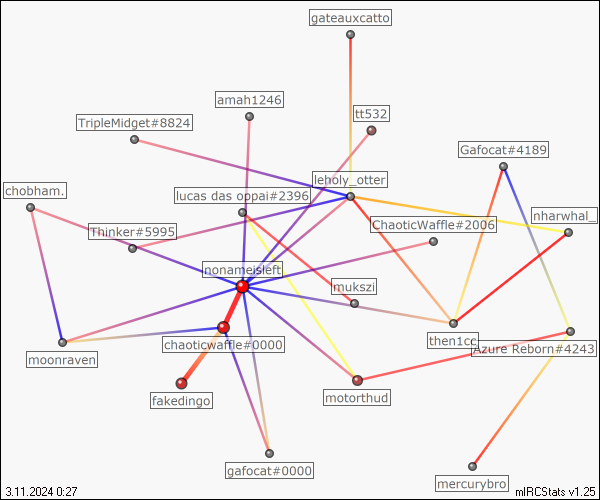 gateauxcatto
amah1246
tt532
TripleMidget#8824
Gafocat#4189
leholy_otter
chobham.
lucas das oppai#2396
nharwhal_
ChaoticWaffle#2006
Thinker#5995
nonameisleft
mukszi
then1cc
chaoticwaffle#0000
Azure Reborn#4243
moonraven
fakedingo
motorthud
gafocat#0000
mercurybro
3.11.2024 0:27
mIRCStats v1.25